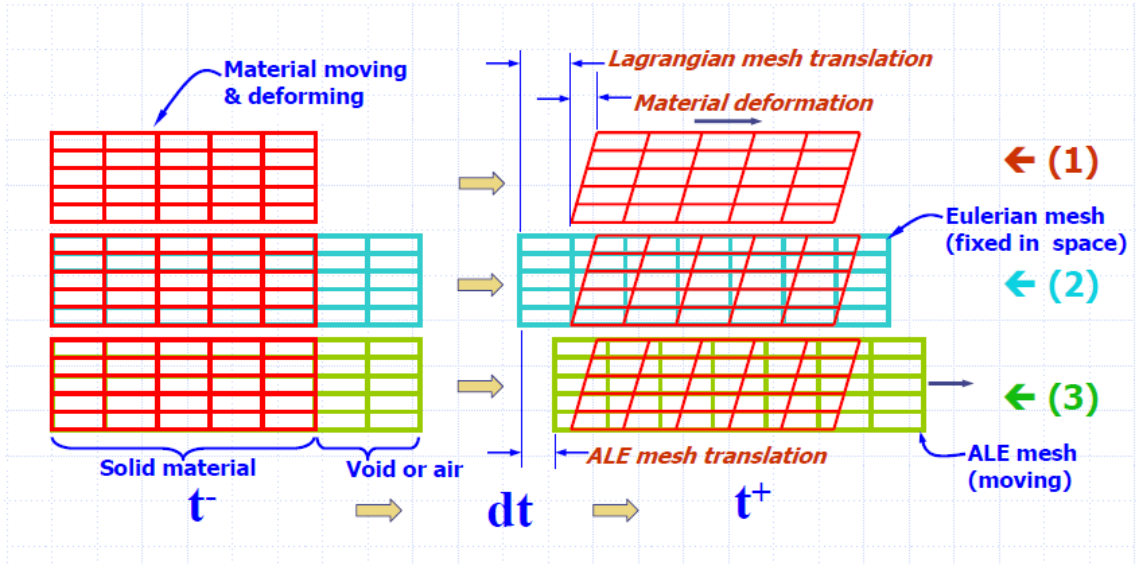 Material moving
& deforming
Lagrangian mesh translation
Material deformation
← (1)
Eulerian mesh
(fixed in space)
← (2)
← (3)
Solid material
Void or air
ALE mesh translation
ALE mesh
(moving)
t⁻
dt
t⁺